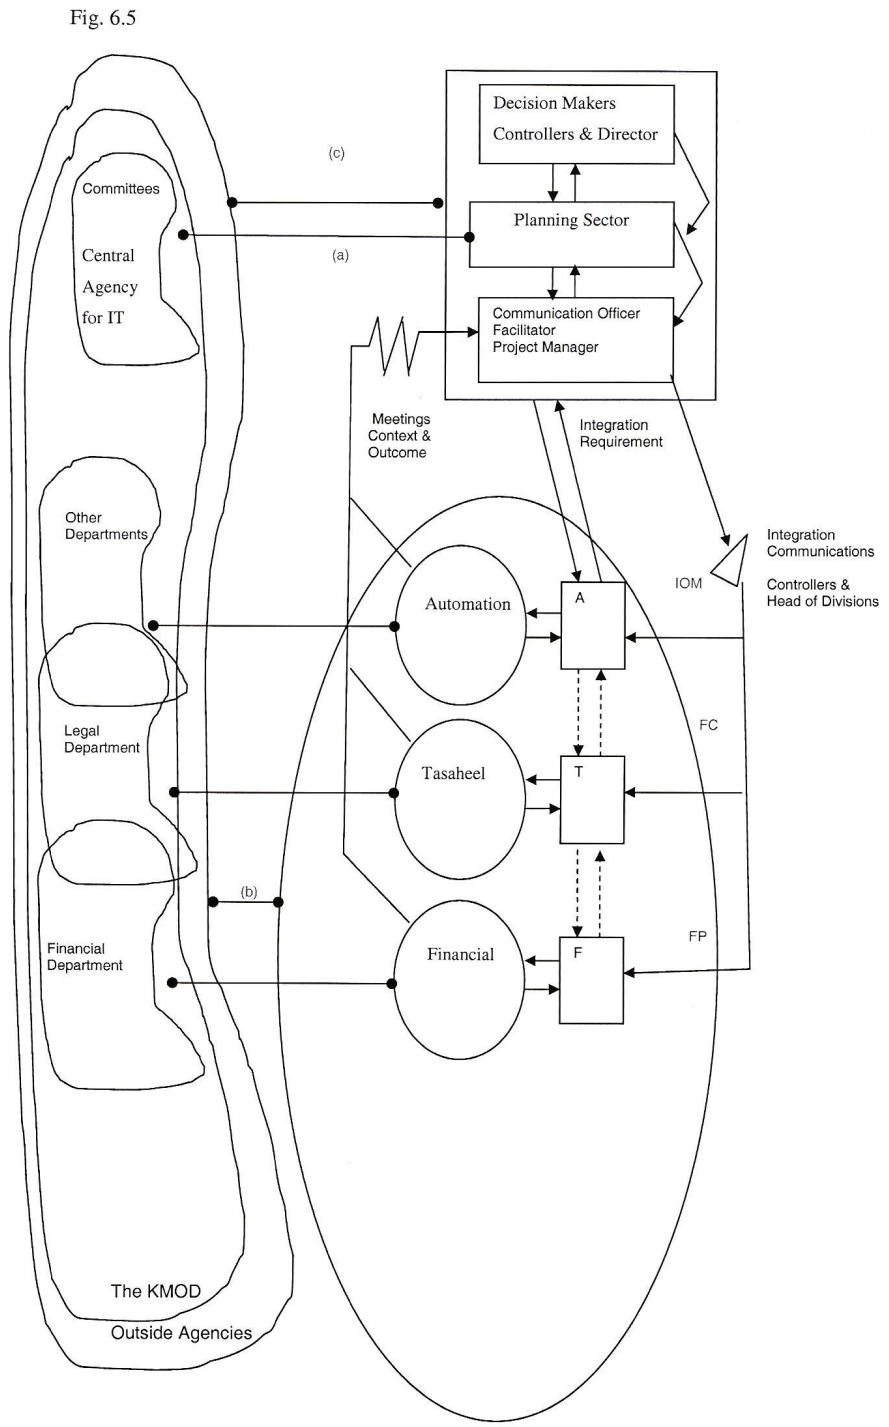 Fig. 6.5
Decision Makers
Controllers & Director
(c)
Committees
Planning Sector
(a)
Central
Agency
for IT
Communication Officer
Facilitator
Project Manager
Meetings
Context &
Outcome
Integration
Requirement
Other
Departments
Integration
Communications
IOM
Controllers &
Head of Divisions
Automation
A
FC
Legal
Department
Tasaheel
T
(b)
FP
Financial
Department
Financial
F
The KMOD
Outside Agencies